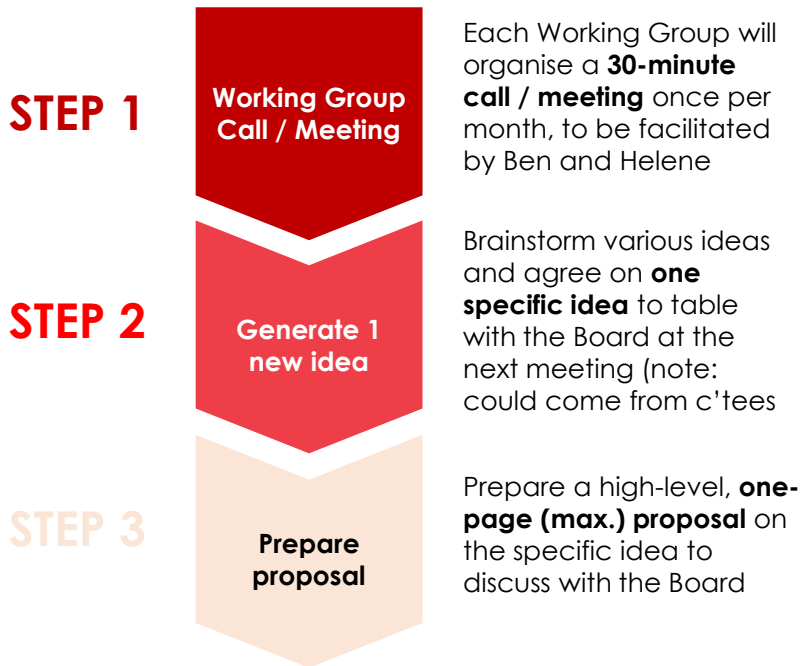 STEP 1
Working Group
Call / Meeting
Each Working Group will
organise a 30-minute
call / meeting once per
month, to be facilitated
by Ben and Helene
STEP 2
Generate 1
new idea
Brainstorm various ideas
and agree on one
specific idea to table
with the Board at the
next meeting (note:
could come from c'tees
STEP 3
Prepare
proposal
Prepare a high-level, one-
page (max.) proposal on
the specific idea to
discuss with the Board